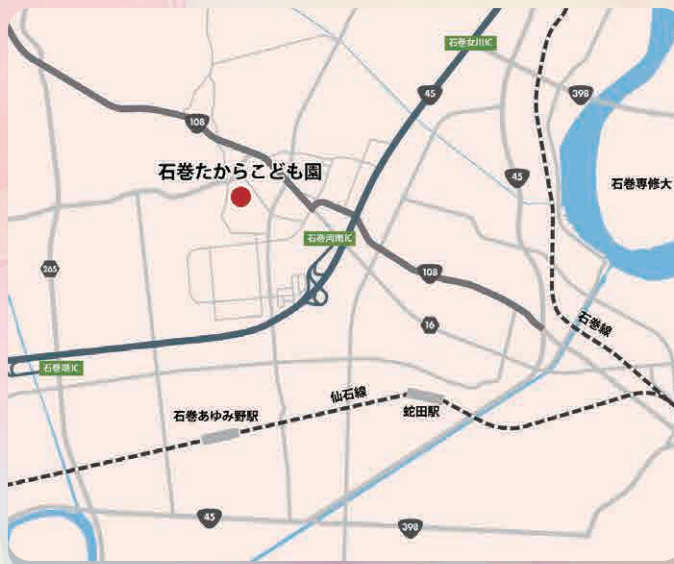 石巻女川IC
45
398
108
石巻たからこども園
45
石巻専修大
石巻河南IC
265
108
16
石巻線
石巻港IC
仙石線
石巻あゆみ野駅
蛇田駅
45
398